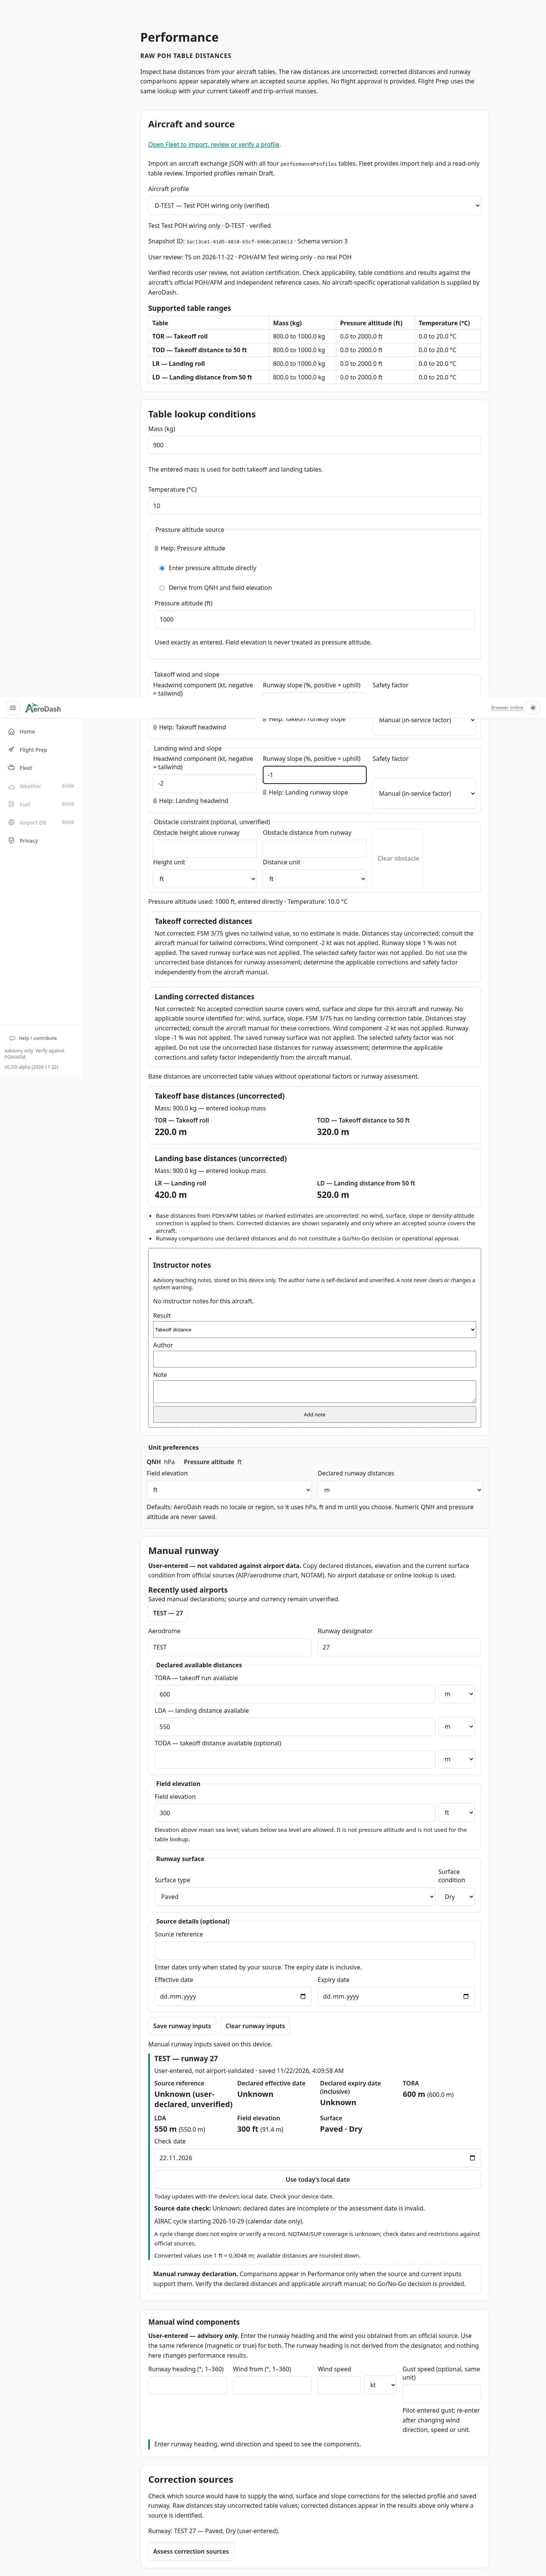 Performance
RAW POH TABLE DISTANCES
Inspect base distances from your aircraft tables. The raw distances are uncorrected; corrected distances and runway
comparisons appear separately where an accepted source applies. No flight approval is provided. Flight Prep uses the
same lookup with your current takeoff and trip-arrival masses.
Aircraft and source
Open Fleet to import, review or verify a profile.
Import an aircraft exchange JSON with all four performanceProfiles tables. Fleet provides import help and a read-only
table review. Imported profiles remain Draft.
Aircraft profile
D-TEST — Test POH wiring only (verified)
Test Test POH wiring only · D-TEST · verified
Snapshot ID: 3ac13ce1-41d5-4810-b5cf-b960c2d10613 · Schema version 3
User review: TS on 2026-11-22 · POH/AFM Test wiring only - no real POH
Verified records user review, not aviation certification. Check applicability, table conditions and results against the
aircraft's official POH/AFM and independent reference cases. No aircraft-specific operational validation is supplied by
AeroDash.
Supported table ranges
Table Mass (kg) Pressure altitude (ft) Temperature (°C)
TOR — Takeoff roll 800.0 to 1000.0 kg 0.0 to 2000.0 ft 0.0 to 20.0 °C
TOD — Takeoff distance to 50 ft 800.0 to 1000.0 kg 0.0 to 2000.0 ft 0.0 to 20.0 °C
LR — Landing roll 800.0 to 1000.0 kg 0.0 to 2000.0 ft 0.0 to 20.0 °C
LD — Landing distance from 50 ft 800.0 to 1000.0 kg 0.0 to 2000.0 ft 0.0 to 20.0 °C
Table lookup conditions
Mass (kg)
900
The entered mass is used for both takeoff and landing tables.
Temperature (°C)
10
Pressure altitude source
Help: Pressure altitude
Enter pressure altitude directly
Derive from QNH and field elevation
Pressure altitude (ft)
1000
Used exactly as entered. Field elevation is never treated as pressure altitude.
Takeoff wind and slope
Headwind component (kt, negative = tailwind) Runway slope (%, positive = uphill) Safety factor
AeroDash Browser online
Manual (in-service factor)
Help: Takeoff runway slope
Help: Takeoff headwind
Home
Flight Prep
Fleet
Weather SOON
Fuel SOON
Airport DB SOON
Privacy
Landing wind and slope
Headwind component (kt, negative = tailwind) Runway slope (%, positive = uphill) Safety factor
-2 -1 Manual (in-service factor)
Help: Landing headwind Help: Landing runway slope
Obstacle constraint (optional, unverified)
Obstacle height above runway Obstacle distance from runway
Clear obstacle
Height unit Distance unit
ft ft
Pressure altitude used: 1000 ft, entered directly · Temperature: 10.0 °C
Takeoff corrected distances
Not corrected: FSM 3/75 gives no tailwind value, so no estimate is made. Distances stay uncorrected; consult the
aircraft manual for tailwind corrections. Wind component -2 kt was not applied. Runway slope 1 % was not
applied. The saved runway surface was not applied. The selected safety factor was not applied. Do not use the
uncorrected base distances for runway assessment; determine the applicable corrections and safety factor
independently from the aircraft manual.
Landing corrected distances
Not corrected: No accepted correction source covers wind, surface and slope for this aircraft and runway. No
applicable source identified for: wind, surface, slope. FSM 3/75 has no landing correction table. Distances stay
uncorrected; consult the aircraft manual for these corrections. Wind component -2 kt was not applied. Runway
slope -1 % was not applied. The saved runway surface was not applied. The selected safety factor was not
applied. Do not use the uncorrected base distances for runway assessment; determine the applicable
corrections and safety factor independently from the aircraft manual.
Help / contribute
Advisory only. Verify against
POH/AFM.
v0.3.0-alpha (2026-11-22)
Base distances are uncorrected table values without operational factors or runway assessment.
Takeoff base distances (uncorrected)
Mass: 900.0 kg — entered lookup mass
TOR — Takeoff roll TOD — Takeoff distance to 50 ft
220.0 m 320.0 m
Landing base distances (uncorrected)
Mass: 900.0 kg — entered lookup mass
LR — Landing roll LD — Landing distance from 50 ft
420.0 m 520.0 m
• Base distances from POH/AFM tables or marked estimates are uncorrected: no wind, surface, slope or density-altitude
correction is applied to them. Corrected distances are shown separately and only where an accepted source covers the
aircraft.
• Runway comparisons use declared distances and do not constitute a Go/No-Go decision or operational approval.
Instructor notes
Advisory teaching notes, stored on this device only. The author name is self-declared and unverified. A note never clears or changes a
system warning.
No instructor notes for this aircraft.
Result
Takeoff distance
Author
Note
Add note
Unit preferences
QNH hPa Pressure altitude ft
Field elevation Declared runway distances
ft m
Defaults: AeroDash reads no locale or region, so it uses hPa, ft and m until you choose. Numeric QNH and pressure
altitude are never saved.
Manual runway
User-entered — not validated against airport data. Copy declared distances, elevation and the current surface
condition from official sources (AIP/aerodrome chart, NOTAM). No airport database or online lookup is used.
Recently used airports
Saved manual declarations; source and currency remain unverified.
TEST — 27
Aerodrome Runway designator
TEST 27
Declared available distances
TORA — takeoff run available
600 m
LDA — landing distance available
550 m
TODA — takeoff distance available (optional)
m
Field elevation
Field elevation
300 ft
Elevation above mean sea level; values below sea level are allowed. It is not pressure altitude and is not used for the
table lookup.
Runway surface
Surface type Surface condition
Paved Dry
Source details (optional)
Source reference
Enter dates only when stated by your source. The expiry date is inclusive.
Effective date Expiry date
dd.mm.yyyy dd.mm.yyyy
Save runway inputs Clear runway inputs
Manual runway inputs saved on this device.
TEST — runway 27
User-entered, not airport-validated · saved 11/22/2026, 4:09:58 AM
Source reference Declared effective date Declared expiry date (inclusive) TORA
Unknown (user-declared, unverified) Unknown Unknown 600 m (600.0 m)
LDA Field elevation Surface
550 m (550.0 m) 300 ft (91.4 m) Paved · Dry
Check date
22.11.2026
Use today's local date
Today updates with the device's local date. Check your device date.
Source date check: Unknown: declared dates are incomplete or the assessment date is invalid.
AIRAC cycle starting 2026-10-29 (calendar date only).
A cycle change does not expire or verify a record. NOTAM/SUP coverage is unknown; check dates and restrictions against
official sources.
Converted values use 1 ft = 0.3048 m; available distances are rounded down.
Manual runway declaration. Comparisons appear in Performance only when the source and current inputs
support them. Verify the declared distances and applicable aircraft manual; no Go/No-Go decision is provided.
Manual wind components
User-entered — advisory only. Enter the runway heading and the wind you obtained from an official source. Use
the same reference (magnetic or true) for both. The runway heading is not derived from the designator, and nothing
here changes performance results.
Runway heading (°, 1–360) Wind from (°, 1–360) Wind speed Gust speed (optional, same unit)
kt
Pilot-entered gust; re-enter
after changing wind
direction, speed or unit.
Enter runway heading, wind direction and speed to see the components.
Correction sources
Check which source would have to supply the wind, surface and slope corrections for the selected profile and saved
runway. Raw distances stay uncorrected table values; corrected distances appear in the results above only where a
source is identified.
Runway: TEST 27 — Paved, Dry (user-entered).
Assess correction sources